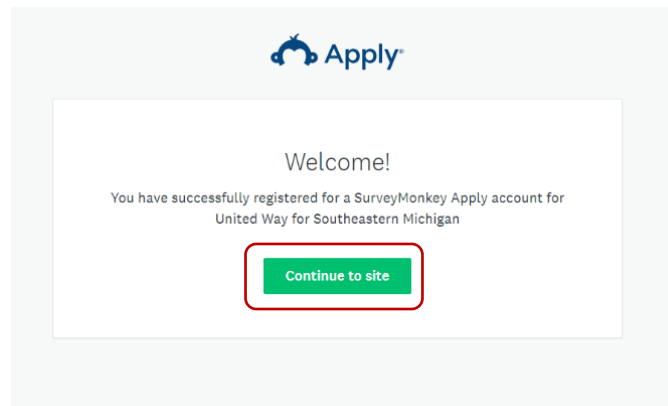 Apply
Welcome!
You have successfully registered for a SurveyMonkey Apply account for
United Way for Southeastern Michigan
Continue to site